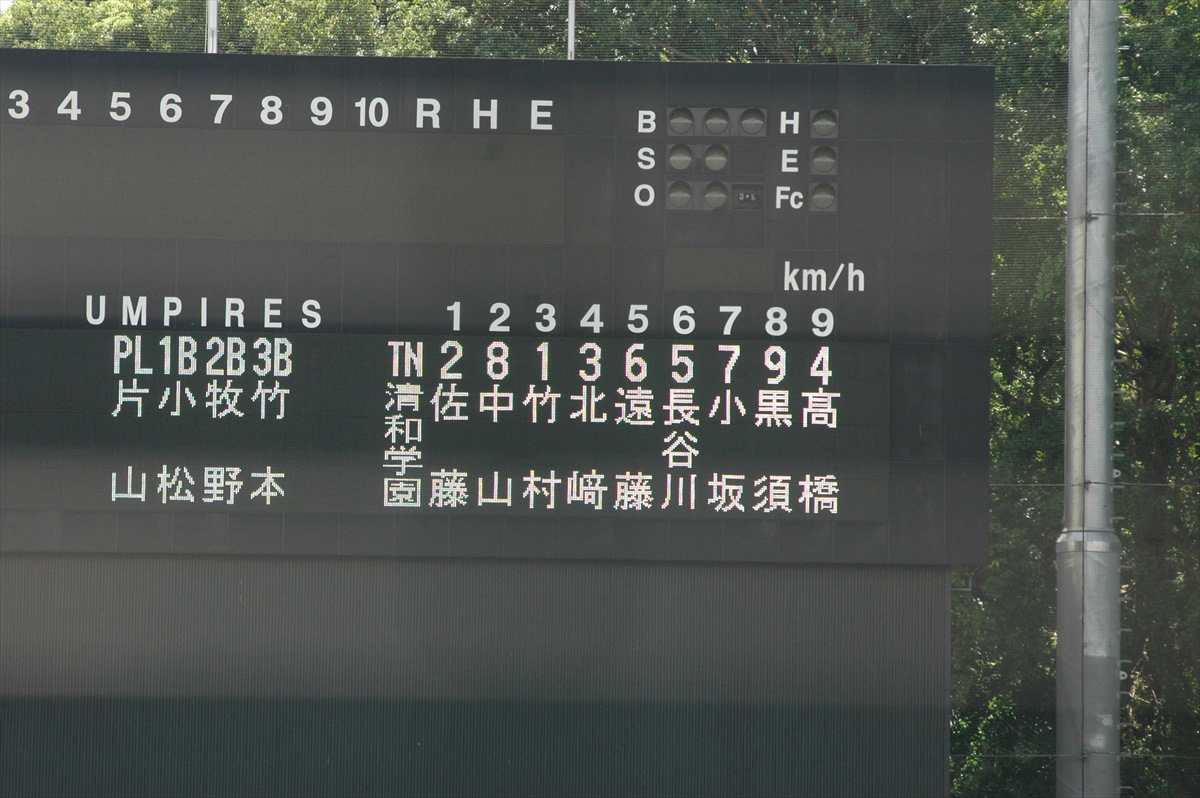 3 4 5 6 7 8 9 10 R H E
B H
S E
O Fc
km/h
UMPIRES
PL 1B 2B 3B
片山 小松 牧野 竹本
1 2 3 4 5 6 7 8 9
TN 2 8 1 3 6 5 7 9 4
清和学園 佐藤 中山 竹村 北﨑 遠藤 長谷川 小坂 黒須 髙橋